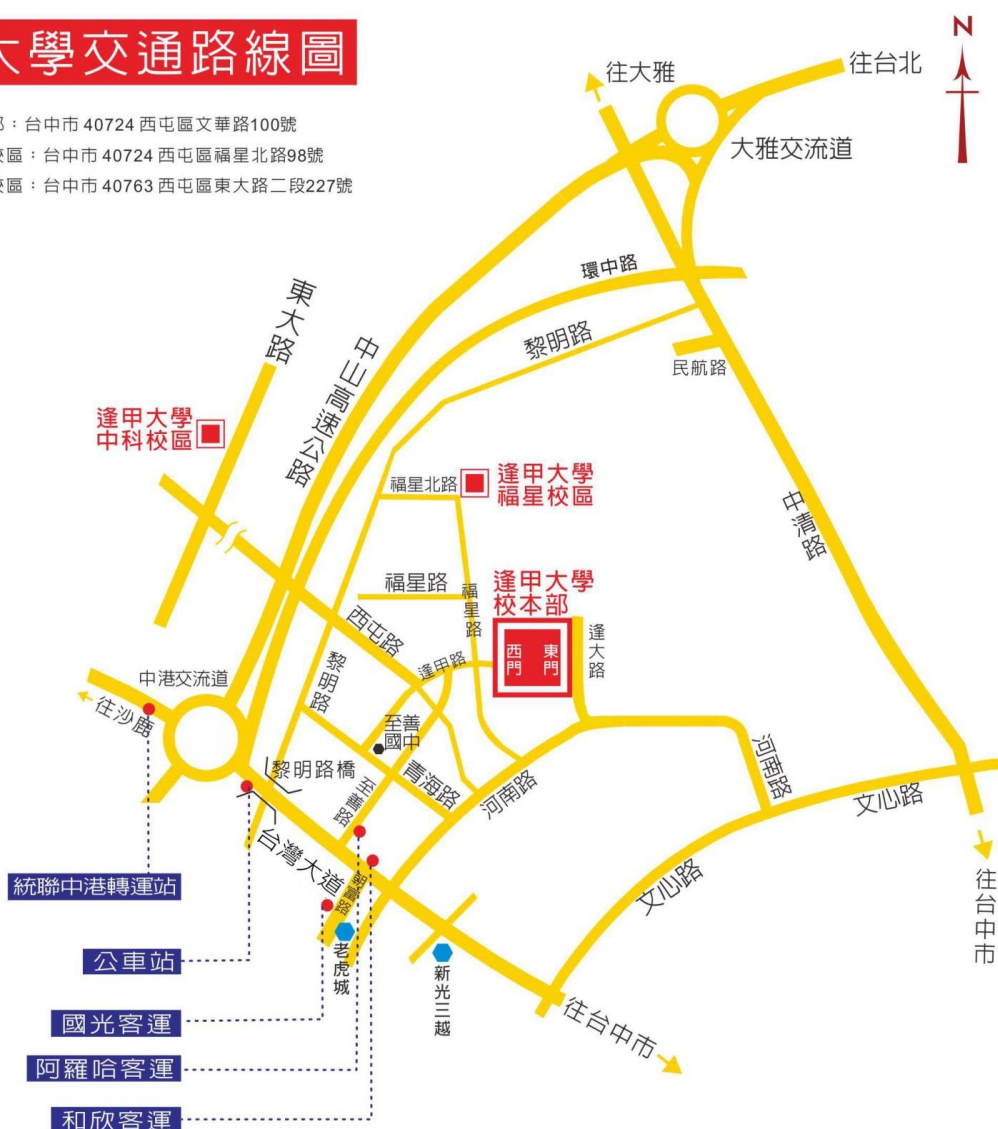 大學交通路線圖
部：台中市 40724 西屯區文華路100號
校區：台中市 40724 西屯區福星北路98號
校區：台中市 40763 西屯區東大路二段227號
N
往大雅
往台北
大雅交流道
環中路
黎明路
民航路
東大路
中山高速公路
逢甲大學
中科校區
福星北路
逢甲大學
福星校區
中清路
福星路
福星路
逢甲大學
校本部
西門
東門
逢大路
西屯路
逢甲路
黎明路
中港交流道
往沙鹿
至善
國中
黎明路橋
至善路
青海路
河南路
河南路
文心路
文心路
台灣大道
朝富路
往台中市
統聯中港轉運站
公車站
老虎城
新光三越
國光客運
往台中市
阿羅哈客運
和欣客運